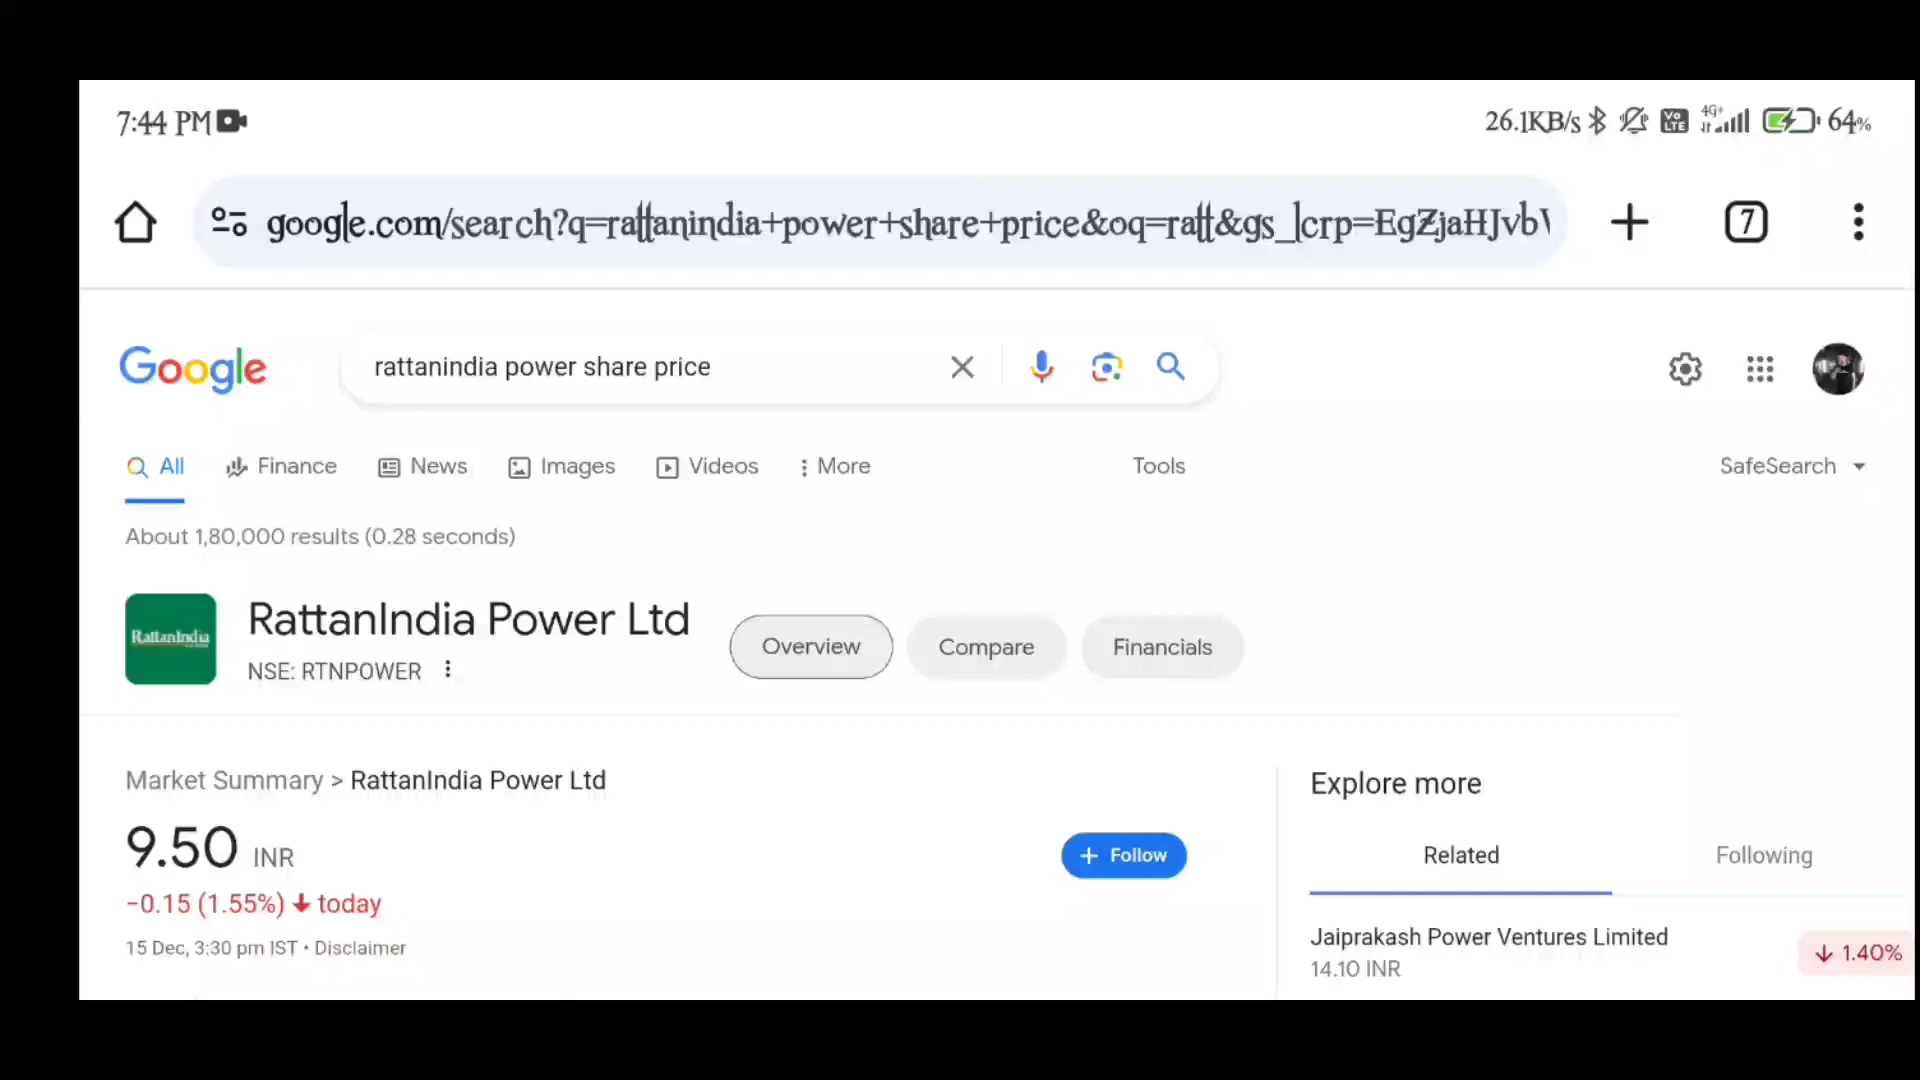 7:44 PM
26.1KB/s VoLTE 4G+ 64%
google.com/search?q=rattanindia+power+share+price&oq=ratt&gs_lcrp=EgZjaHJvbV
7
Google
rattanindia power share price
All Finance News Images Videos More Tools SafeSearch
About 1,80,000 results (0.28 seconds)
RattanIndia
RattanIndia Power Ltd
NSE: RTNPOWER
Overview Compare Financials
Market Summary > RattanIndia Power Ltd
9.50 INR
+ Follow
−0.15 (1.55%) ↓ today
15 Dec, 3:30 pm IST • Disclaimer
Explore more
Related Following
Jaiprakash Power Ventures Limited
14.10 INR
↓ 1.40%